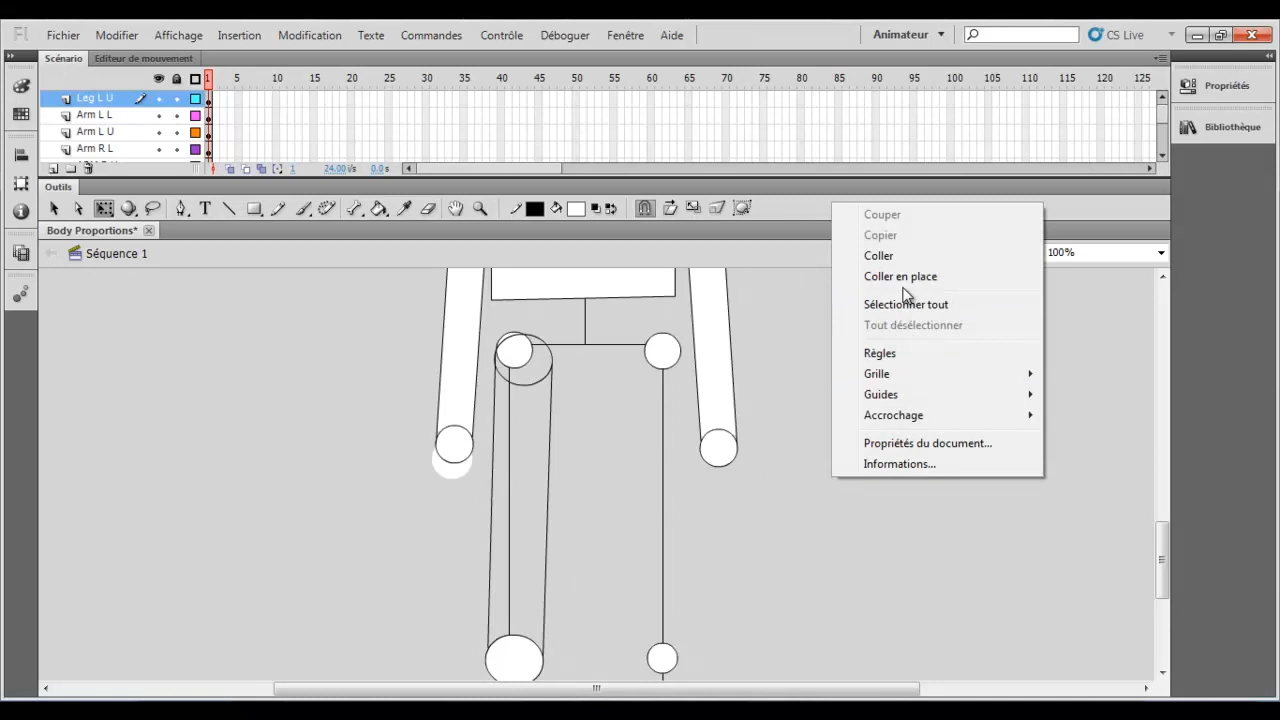 Fl Fichier Modifier Affichage Insertion Modification Texte Commandes Contrôle Déboguer Fenêtre Aide Animateur CS Live
Scénario Editeur de mouvement
1 5 10 15 20 25 30 35 40 45 50 55 60 65 70 75 80 85 90 95 100 105 110 115 120 125
Leg L U
Arm L L
Arm L U
Arm R L
1 24.00 i/s 0.0 s
Outils
Body Proportions*
Séquence 1
100%
Couper
Copier
Coller
Coller en place
Sélectionner tout
Tout désélectionner
Règles
Grille
Guides
Accrochage
Propriétés du document...
Informations...
Propriétés
Bibliothèque